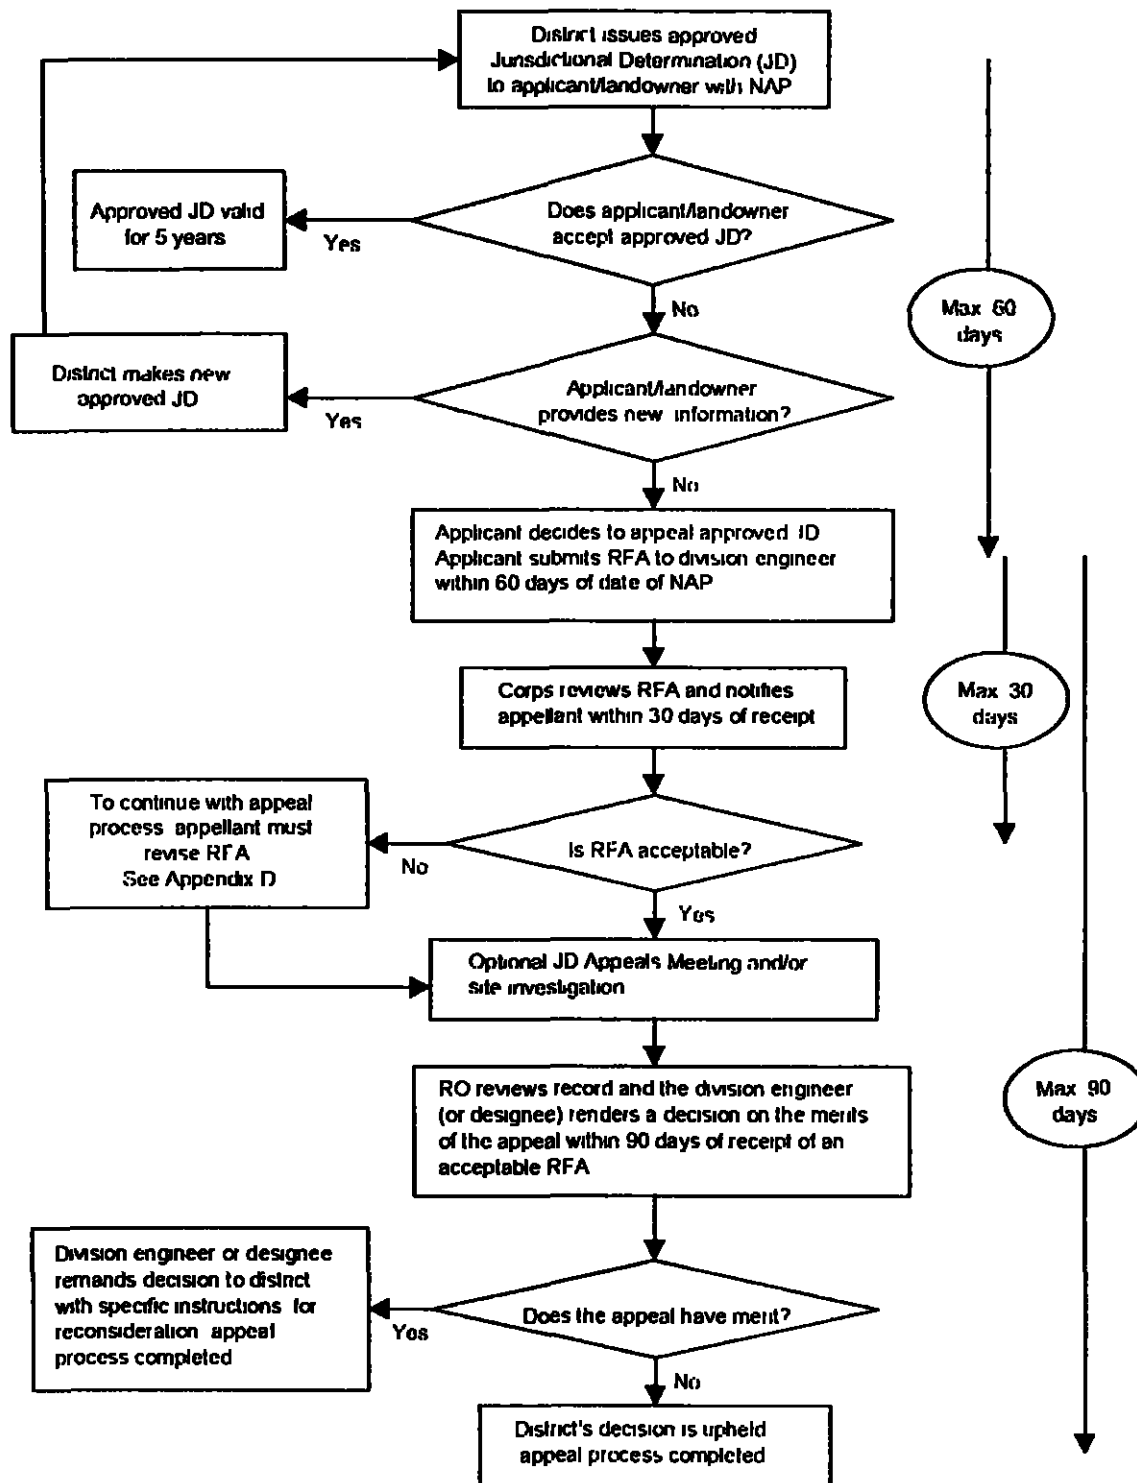 District issues approved
Jurisdictional Determination (JD)
to applicant/landowner with NAP
Does applicant/landowner
accept approved JD?
Yes
Approved JD valid
for 5 years
No
Max 60
days
Applicant/landowner
provides new information?
Yes
District makes new
approved JD
No
Applicant decides to appeal approved JD
Applicant submits RFA to division engineer
within 60 days of date of NAP
Corps reviews RFA and notifies
appellant within 30 days of receipt
Max 30
days
Is RFA acceptable?
No
To continue with appeal
process appellant must
revise RFA
See Appendix D
Yes
Optional JD Appeals Meeting and/or
site investigation
RO reviews record and the division engineer
(or designee) renders a decision on the merits
of the appeal within 90 days of receipt of an
acceptable RFA
Max 90
days
Does the appeal have merit?
Yes
Division engineer or designee
remands decision to district
with specific instructions for
reconsideration appeal
process completed
No
District's decision is upheld
appeal process completed